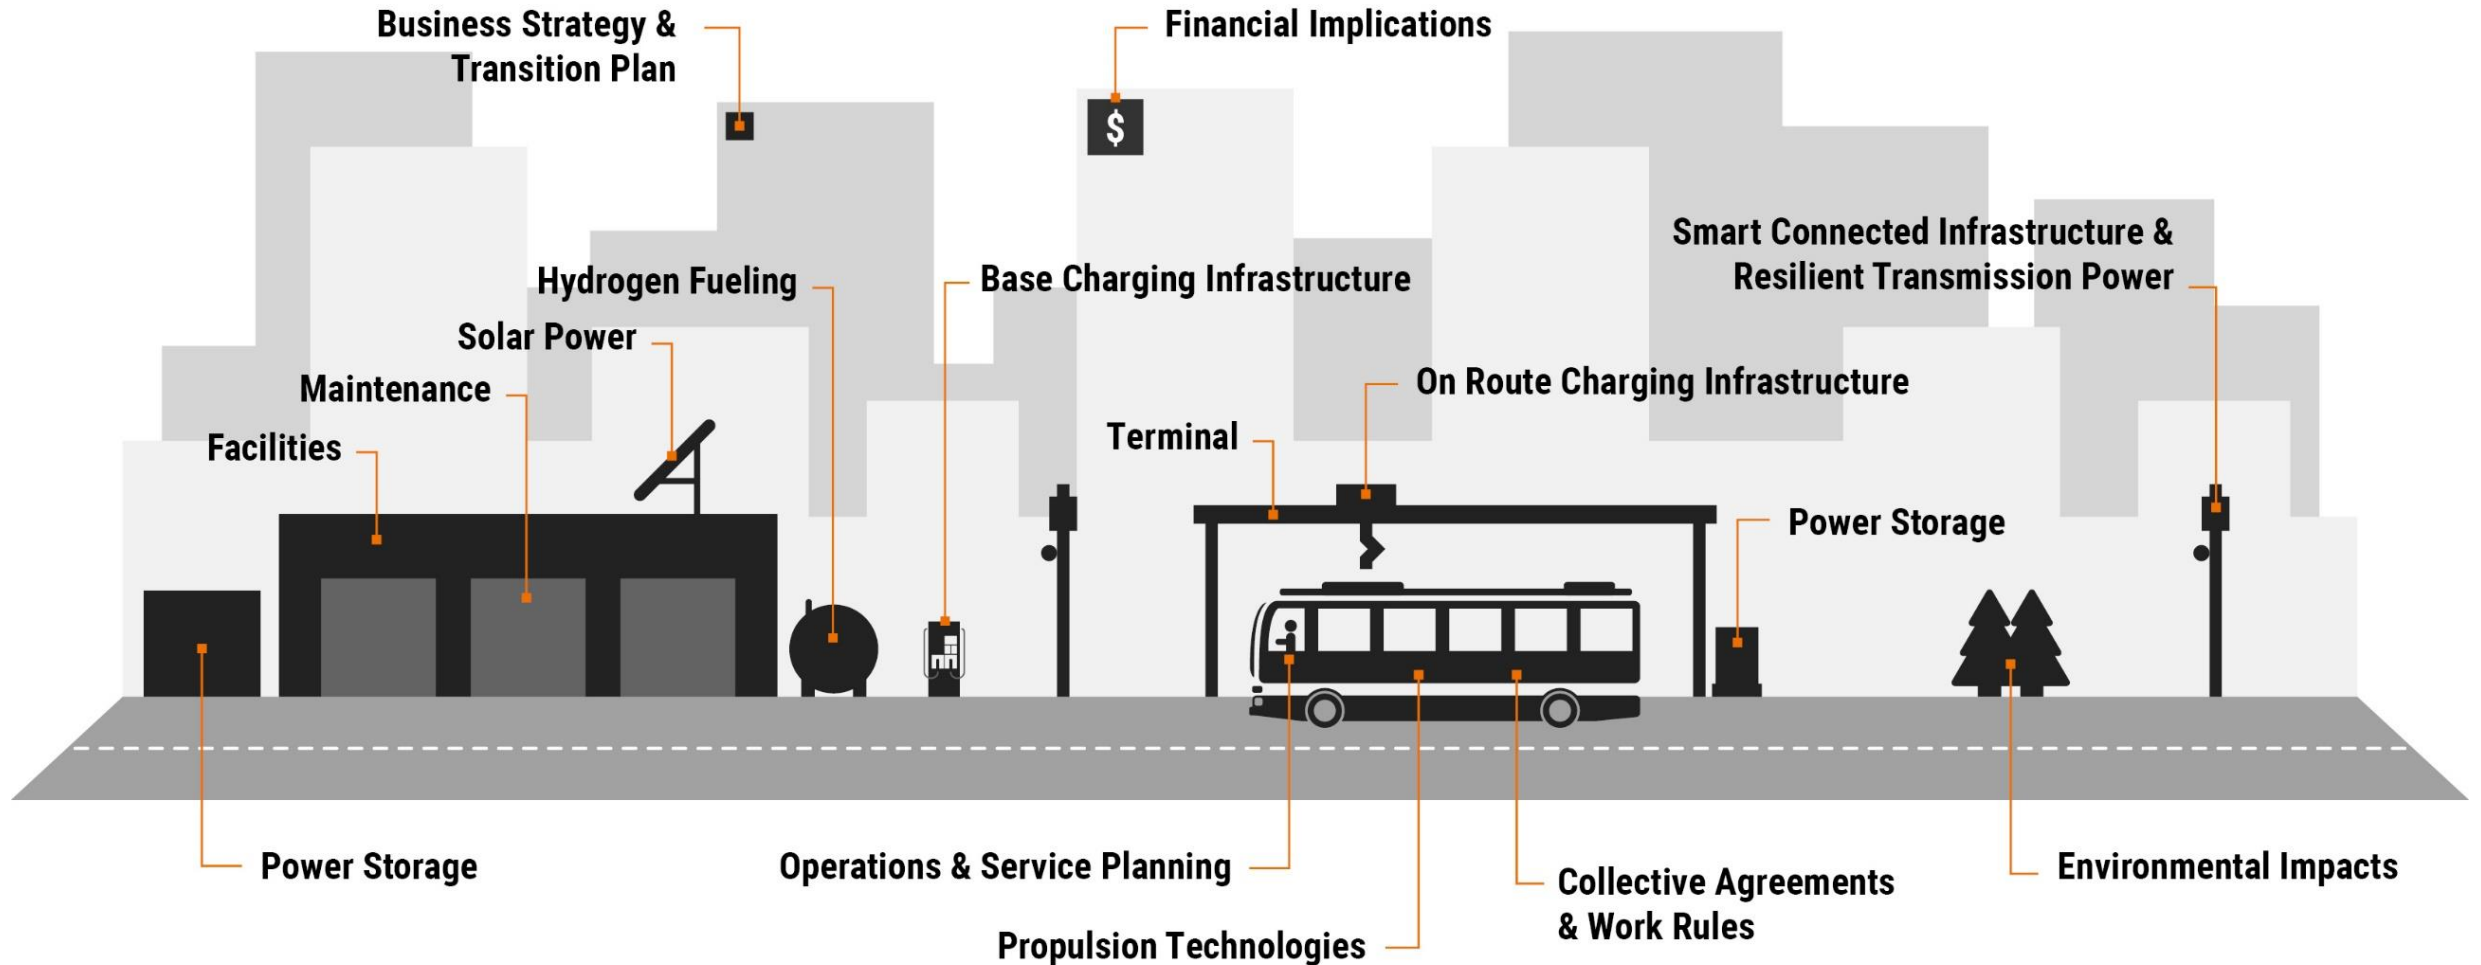 Business Strategy &
Transition Plan
Financial Implications
$
Smart Connected Infrastructure &
Resilient Transmission Power
Hydrogen Fueling
Base Charging Infrastructure
Solar Power
Maintenance
On Route Charging Infrastructure
Facilities
Terminal
Power Storage
Power Storage
Operations & Service Planning
Environmental Impacts
Collective Agreements
& Work Rules
Propulsion Technologies